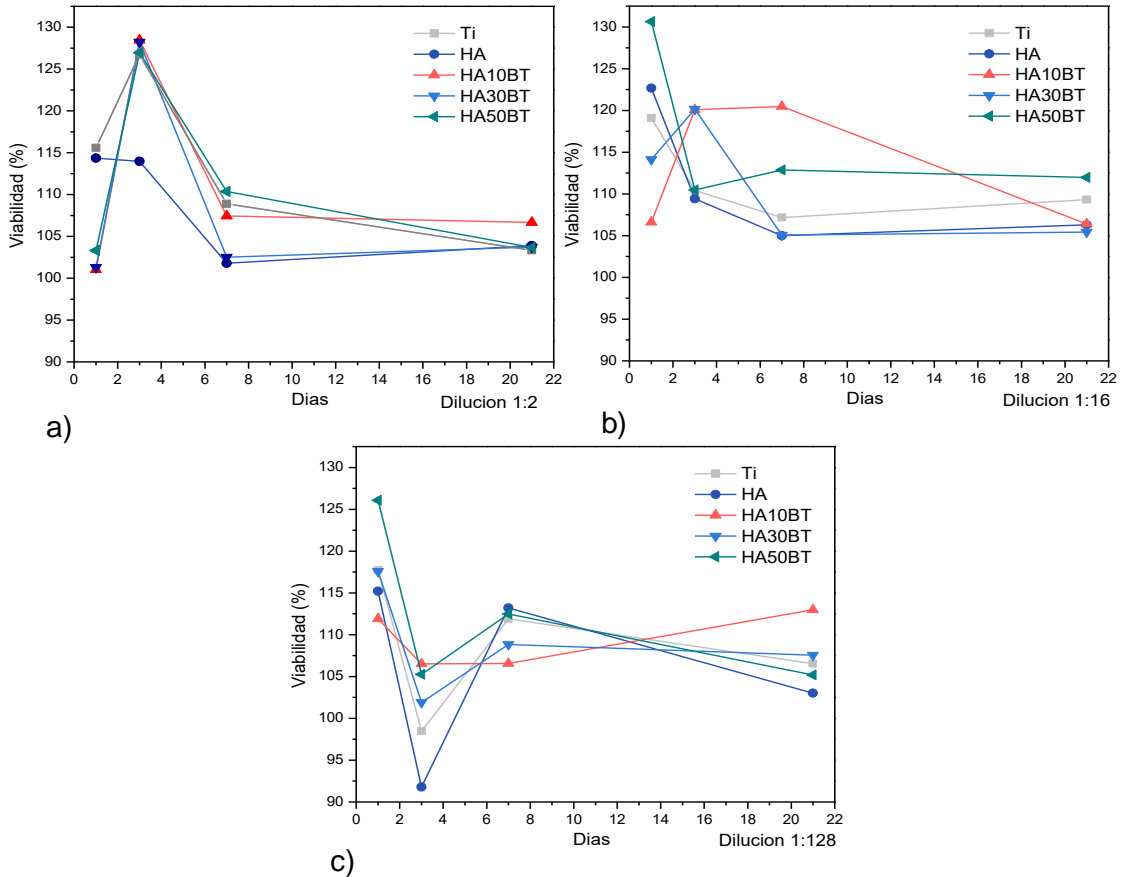 130
125
120
115
110
105
100
95
90
Viabilidad (%)
Ti
HA
HA10BT
HA30BT
HA50BT
0 2 4 6 8 10 12 14 16 18 20 22
Dias
Dilucion 1:2
a)
130
125
120
115
110
105
100
95
90
Viabilidad (%)
Ti
HA
HA10BT
HA30BT
HA50BT
0 2 4 6 8 10 12 14 16 18 20 22
Dias
Dilucion 1:16
b)
130
125
120
115
110
105
100
95
90
Viabilidad (%)
Ti
HA
HA10BT
HA30BT
HA50BT
0 2 4 6 8 10 12 14 16 18 20 22
Dias
Dilucion 1:128
c)